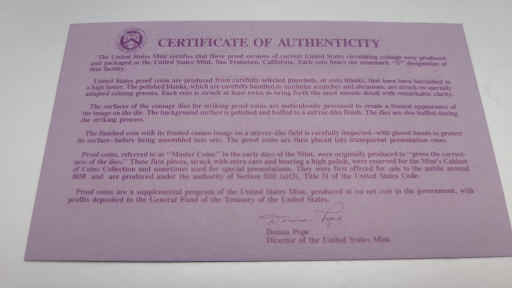 CERTIFICATE OF AUTHENTICITY
The United States Mint certifies that these proof versions of current United States circulating coinage were produced
and packaged at the United States Mint, San Francisco, California. Each coin bears the mintmark "S" designation of
this facility.
United States proof coins are produced from carefully selected materials, or coin blanks, that have been burnished to
a high luster. The polished blanks, which are carefully handled to minimize scratches and abrasions, are struck on specially
adapted coining presses. Each coin is struck at least twice to bring forth the most minute detail with remarkable clarity.
The surfaces of the coinage dies for striking proof coins are meticulously processed to create a frosted appearance of
the image on the die. The background surface is polished and buffed to a mirror-like finish. The dies are also buffed during
the striking process.
The finished coin with its frosted cameo image on a mirror-like field is carefully inspected with gloved hands to protect
its surface before being assembled into sets. The proof coins are then placed into transparent presentation cases.
Proof coins, referred to as "Master Coins" in the early days of the Mint, were originally produced to "prove the correct-
ness of the dies." These first pieces, struck with extra care and bearing a high polish, were reserved for the Mint's Cabinet
of Coins Collection and sometimes used for special presentations. They were first offered for sale to the public around
1858 and are produced under the authority of Section 5111 (a)(3), Title 31 of the United States Code.
Proof coins are a supplemental program of the United States Mint, produced at no net cost to the government, with
profits deposited in the General Fund of the Treasury of the United States.
Donna Pope
Donna Pope
Director of the United States Mint